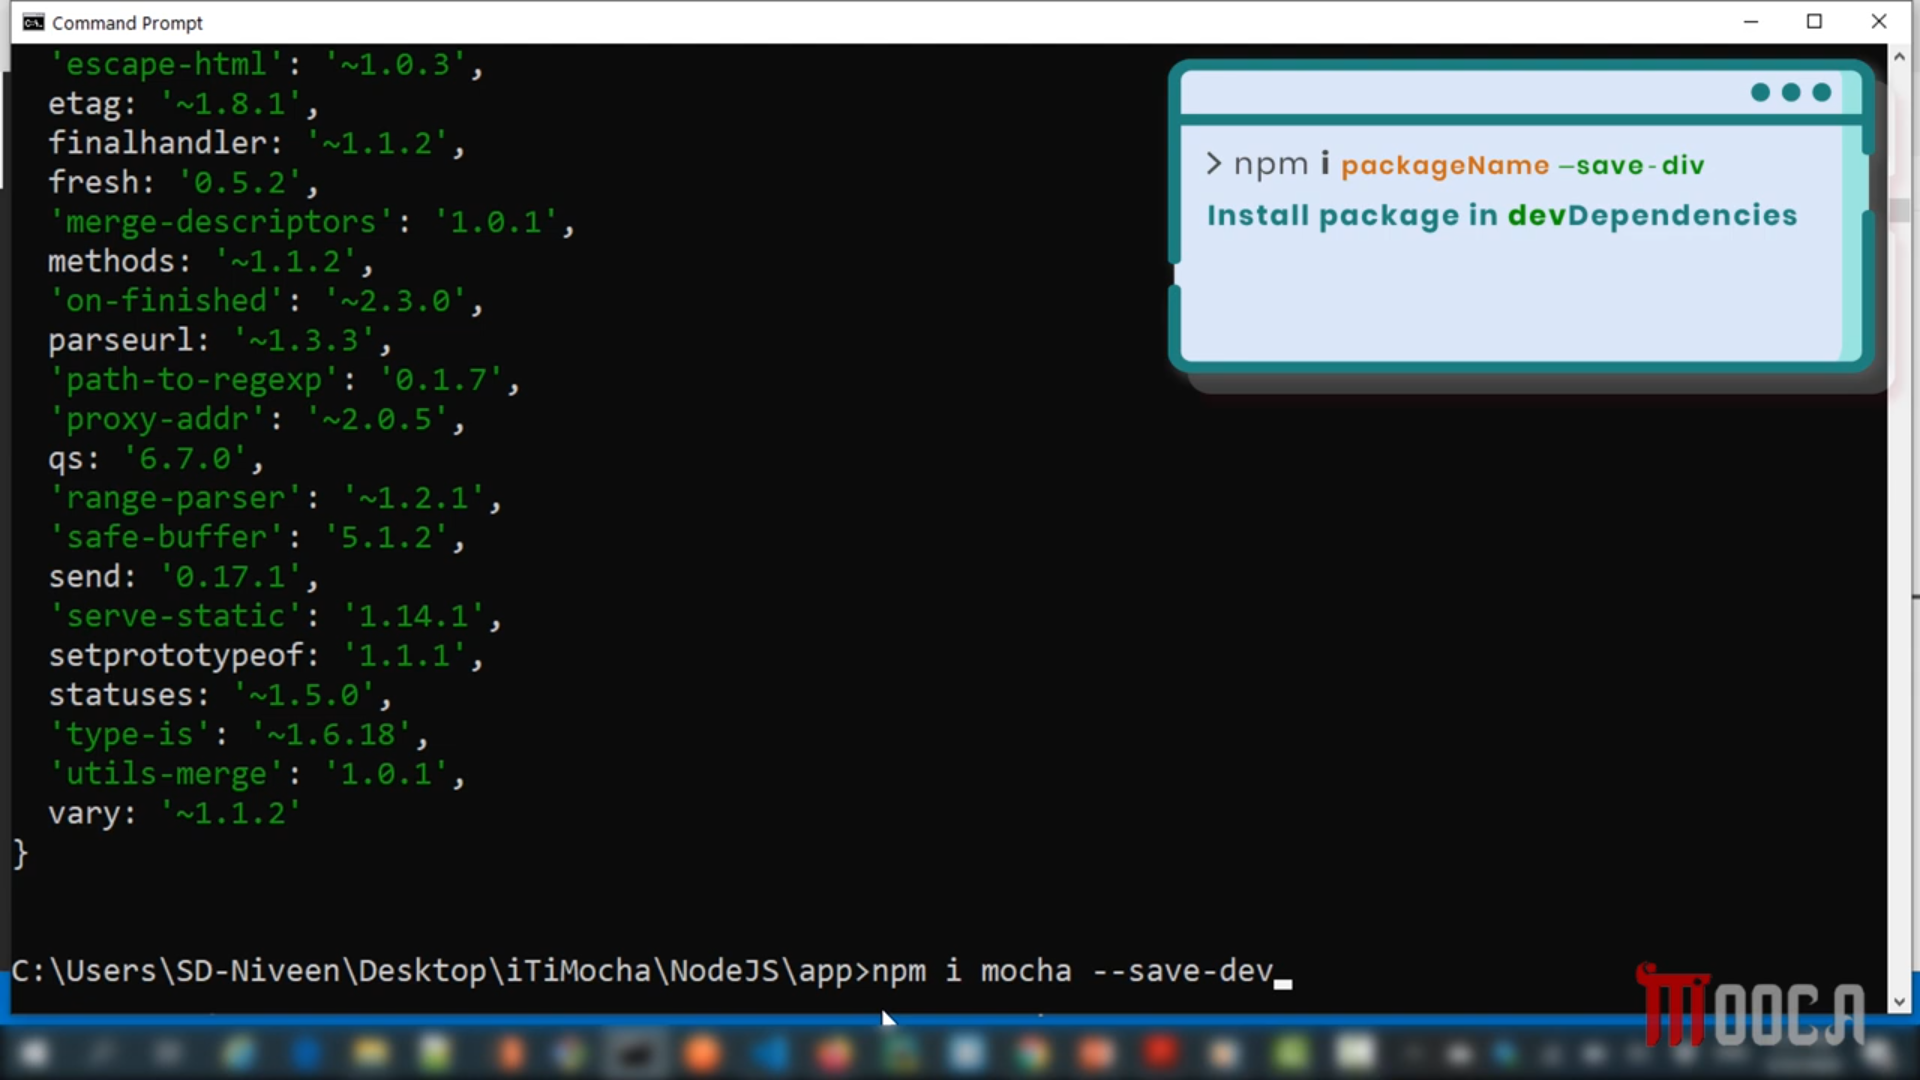 Command Prompt
'escape-html': '~1.0.3',
etag: '~1.8.1',
finalhandler: '~1.1.2',
fresh: '0.5.2',
'merge-descriptors': '1.0.1',
methods: '~1.1.2',
'on-finished': '~2.3.0',
parseurl: '~1.3.3',
'path-to-regexp': '0.1.7',
'proxy-addr': '~2.0.5',
qs: '6.7.0',
'range-parser': '~1.2.1',
'safe-buffer': '5.1.2',
send: '0.17.1',
'serve-static': '1.14.1',
setprototypeof: '1.1.1',
statuses: '~1.5.0',
'type-is': '~1.6.18',
'utils-merge': '1.0.1',
vary: '~1.1.2'
}
C:\Users\SD-Niveen\Desktop\iTiMocha\NodeJS\app>npm i mocha --save-dev
> npm i packageName –save-div
Install package in devDependencies
MOOCA